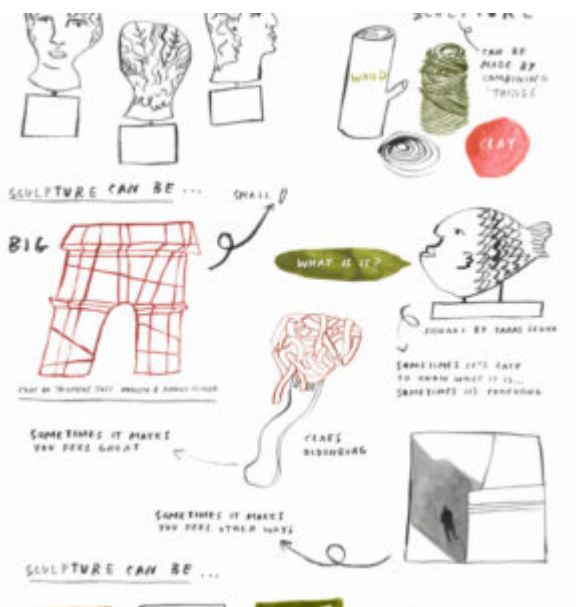 SCULPTURE
CAN BE
MADE BY
COMBINING
THINGS
WOOD
CLAY
SCULPTURE CAN BE ...
SMALL
BIG
WHAT IS IT?
SOMETIMES IT'S EASY
TO KNOW WHAT IT IS...
SOMETIMES IT'S CONFUSING
SOMETIMES IT MAKES
YOU FEEL GREAT
CLAES
OLDENBURG
SOMETIMES IT MAKES
YOU FEEL OTHER WAYS
SCULPTURE CAN BE ...